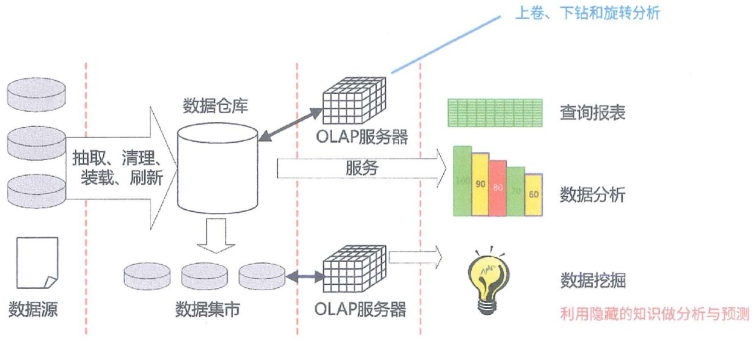 上卷、下钻和旋转分析
数据仓库
OLAP服务器
查询报表
抽取、清理、
装载、刷新
服务
100
90
80
70
60
数据分析
数据源
数据集市
OLAP服务器
数据挖掘
利用隐藏的知识做分析与预测